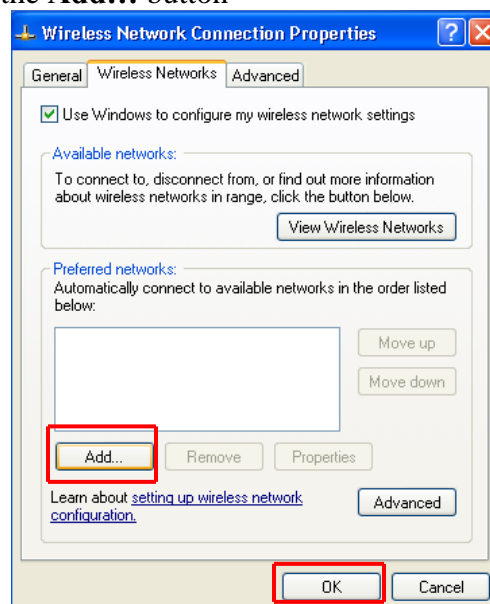 the Add... button
Wireless Network Connection Properties
General Wireless Networks Advanced
Use Windows to configure my wireless network settings
Available networks:
To connect to, disconnect from, or find out more information
about wireless networks in range, click the button below.
View Wireless Networks
Preferred networks:
Automatically connect to available networks in the order listed
below:
Move up
Move down
Add... Remove Properties
Learn about setting up wireless network
configuration.
Advanced
OK Cancel